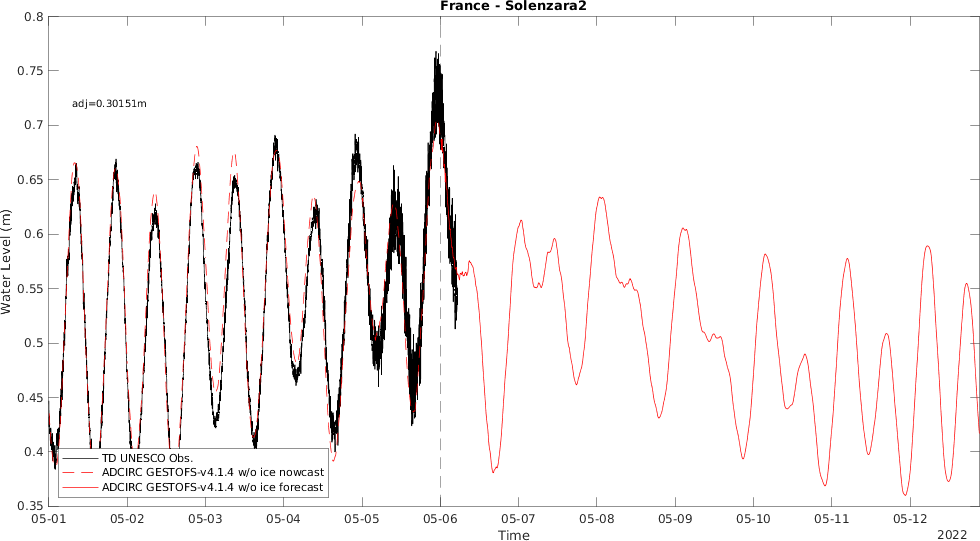 France - Solenzara2
0.8
0.75
0.7
0.65
0.6
0.55
0.5
0.45
0.4
0.35
Water Level (m)
adj=0.30151m
TD UNESCO Obs.
ADCIRC GESTOFS-v4.1.4 w/o ice nowcast
ADCIRC GESTOFS-v4.1.4 w/o ice forecast
05-01 05-02 05-03 05-04 05-05 05-06 05-07 05-08 05-09 05-10 05-11 05-12
Time
2022